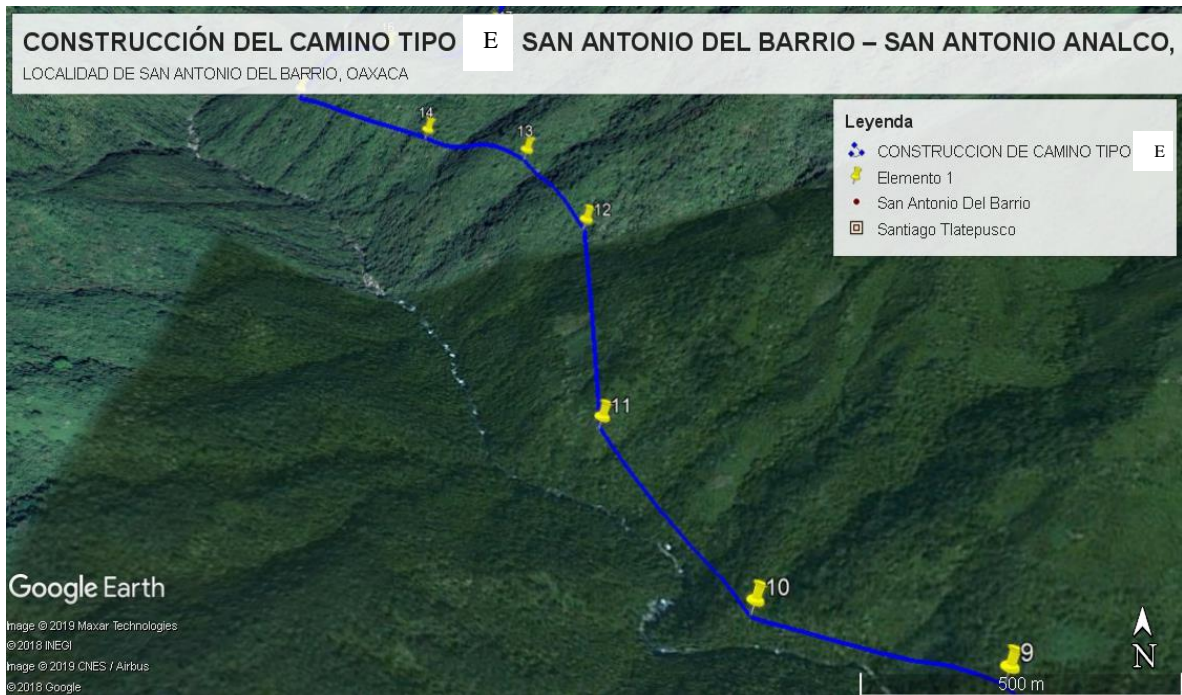 CONSTRUCCIÓN DEL CAMINO TIPO E SAN ANTONIO DEL BARRIO – SAN ANTONIO ANALCO,
LOCALIDAD DE SAN ANTONIO DEL BARRIO, OAXACA
Leyenda
CONSTRUCCION DE CAMINO TIPO E
Elemento 1
San Antonio Del Barrio
Santiago Tlatepusco
14
13
12
11
10
9
Google Earth
Image © 2019 Maxar Technologies
© 2018 INEGI
Image © 2019 CNES / Airbus
© 2018 Google
N
500 m